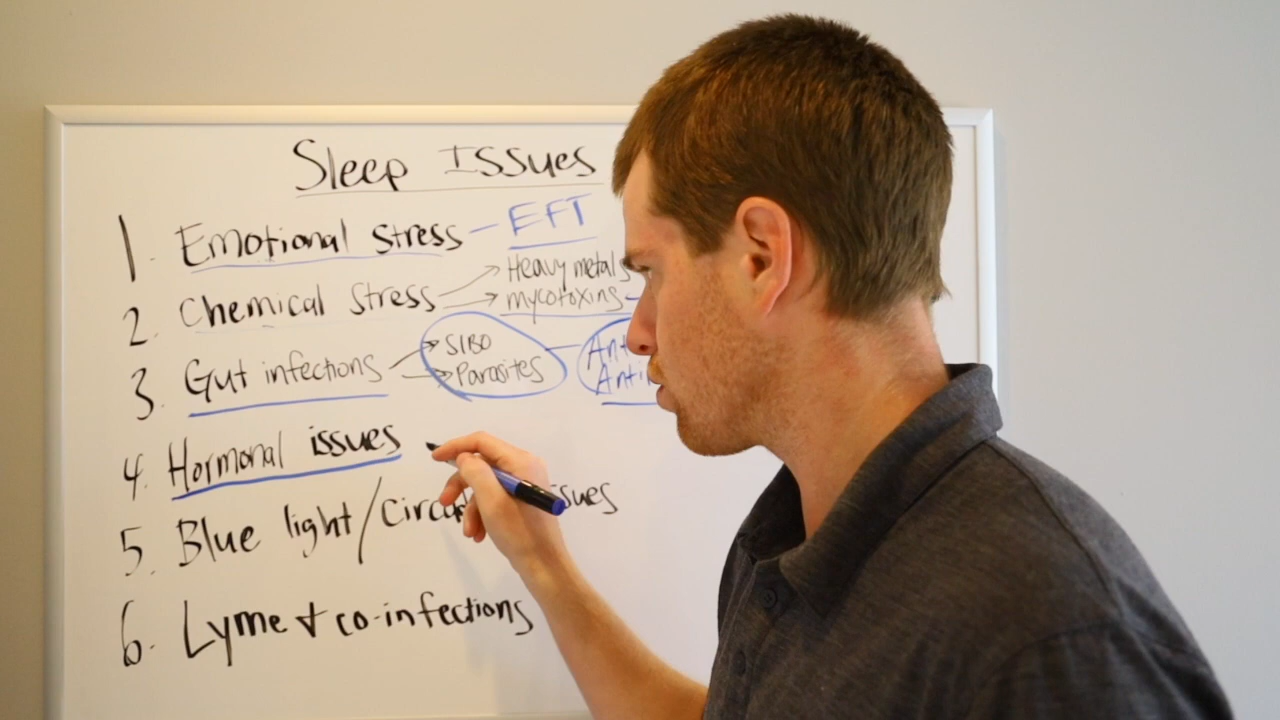 Sleep Issues
1. Emotional stress - EFT
2. Chemical stress → Heavy metals
→ mycotoxins
3. Gut infections → SIBO
→ Parasites
4. Hormonal issues
5. Blue light/
6. Lyme + co-infections